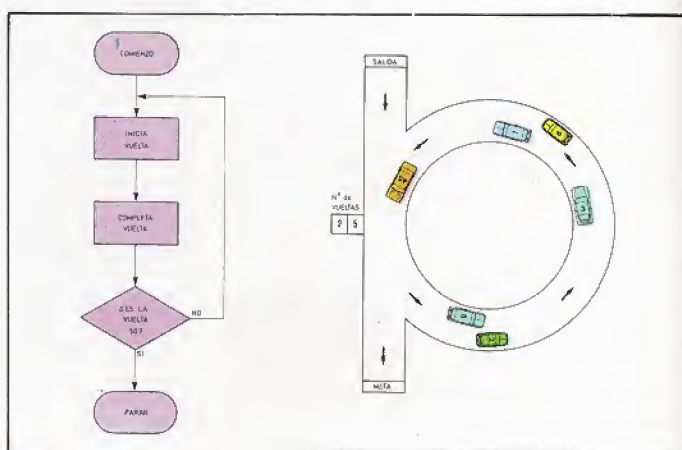 COMIENZO
INICIA
VUELTA
COMPLETA
VUELTA
¿ES LA
VUELTA
50?
NO
SI
PARAR
SALIDA
Nº de
VUELTAS
2 5
META